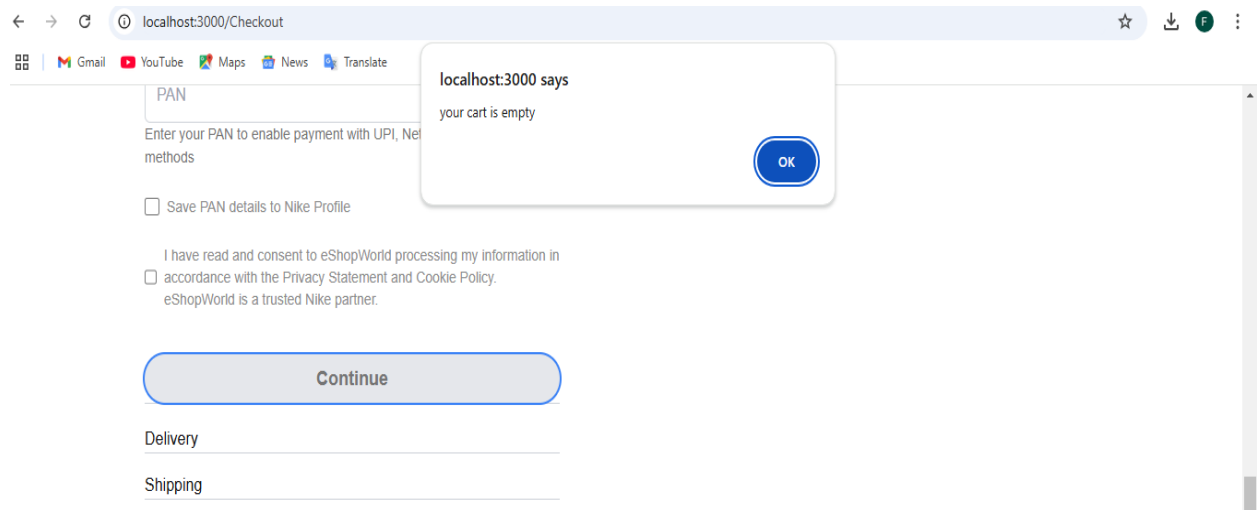 localhost:3000/Checkout
F
Gmail YouTube Maps News Translate
localhost:3000 says
your cart is empty
OK
PAN
Enter your PAN to enable payment with UPI, Net
methods
Save PAN details to Nike Profile
I have read and consent to eShopWorld processing my information in
accordance with the Privacy Statement and Cookie Policy.
eShopWorld is a trusted Nike partner.
Continue
Delivery
Shipping